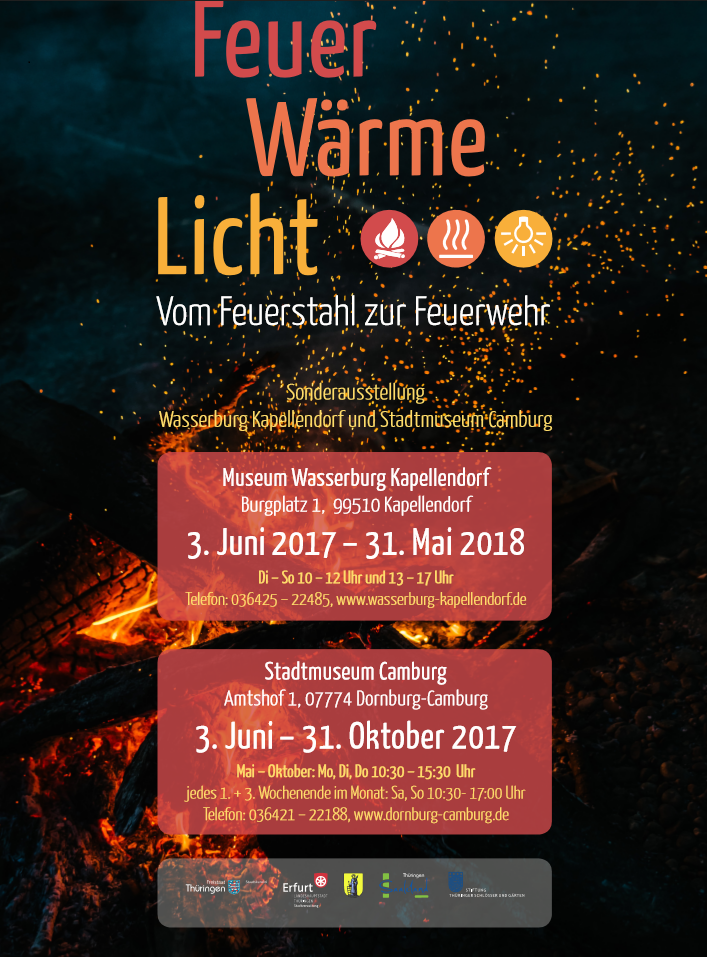 Feuer
Wärme
Licht
Vom Feuerstahl zur Feuerwehr
Sonderausstellung
Wasserburg Kapellendorf und Stadtmuseum Camburg
Museum Wasserburg Kapellendorf
Burgplatz 1, 99510 Kapellendorf
3. Juni 2017 – 31. Mai 2018
Di – So 10 – 12 Uhr und 13 – 17 Uhr
Telefon: 036425 – 22485, www.wasserburg-kapellendorf.de
Stadtmuseum Camburg
Amtshof 1, 07774 Dornburg-Camburg
3. Juni – 31. Oktober 2017
Mai – Oktober: Mo, Di, Do 10:30 – 15:30 Uhr
jedes 1. + 3. Wochenende im Monat: Sa, So 10:30- 17:00 Uhr
Telefon: 036421 – 22188, www.dornburg-camburg.de
Freistaat
Thüringen
Erfurt
LANDESHAUPTSTADT
THÜRINGEN
Stadtverwaltung
Thüringen
STIFTUNG
THÜRINGER SCHLÖSSER UND GÄRTEN